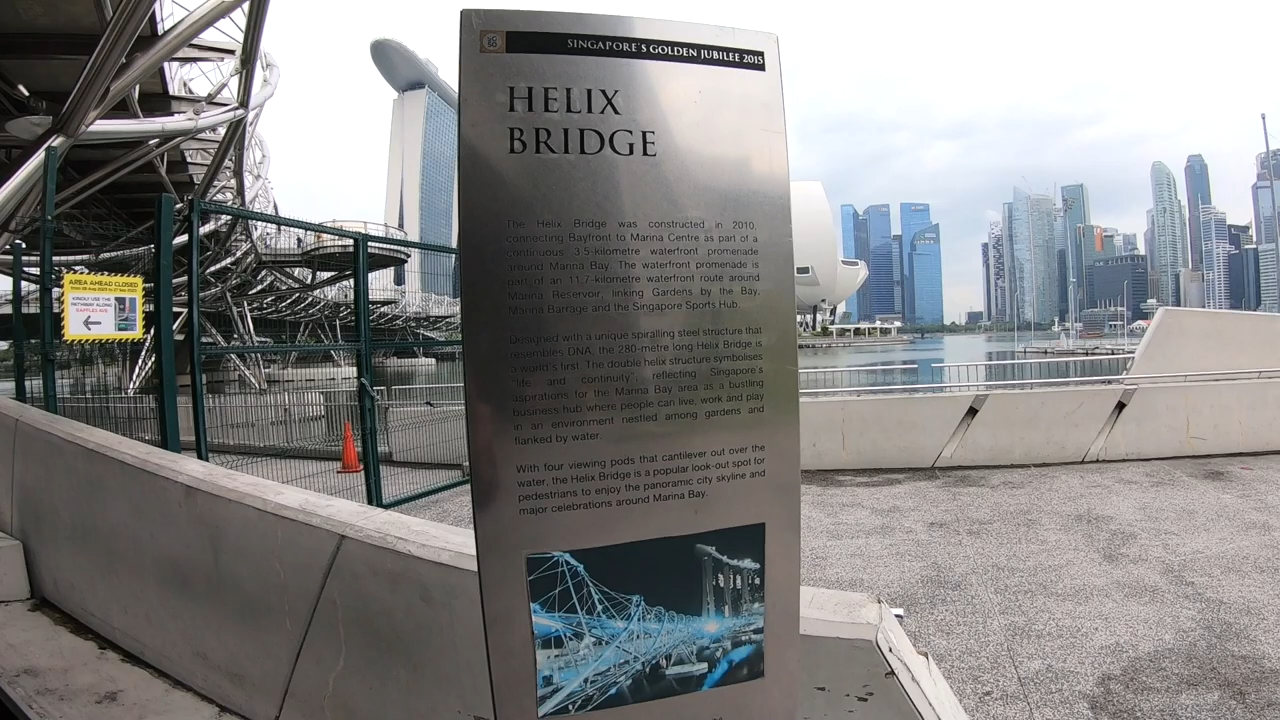 SINGAPORE'S GOLDEN JUBILEE 2015
HELIX
BRIDGE
The Helix Bridge was constructed in 2010,
connecting Bayfront to Marina Centre as part of a
continuous 3.5-kilometre waterfront promenade
around Marina Bay. The waterfront promenade is
part of an 11.7-kilometre waterfront route around
Marina Reservoir, linking Gardens by the Bay,
Marina Barrage and the Singapore Sports Hub.
Designed with a unique spiralling steel structure that
resembles DNA, the 280-metre long Helix Bridge is
a world's first. The double helix structure symbolises
"life and continuity", reflecting Singapore's
aspirations for the Marina Bay area as a bustling
business hub where people can live, work and play
in an environment nestled among gardens and
flanked by water.
With four viewing pods that cantilever out over the
water, the Helix Bridge is a popular look-out spot for
pedestrians to enjoy the panoramic city skyline and
major celebrations around Marina Bay.
AREA AHEAD CLOSED
KINDLY USE THE
PATHWAY ALONG
RAFFLES AVE